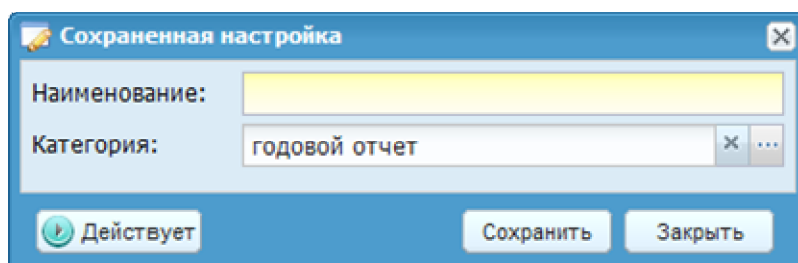 Сохраненная настройка
Наименование:
Категория: годовой отчет
Действует Сохранить Закрыть